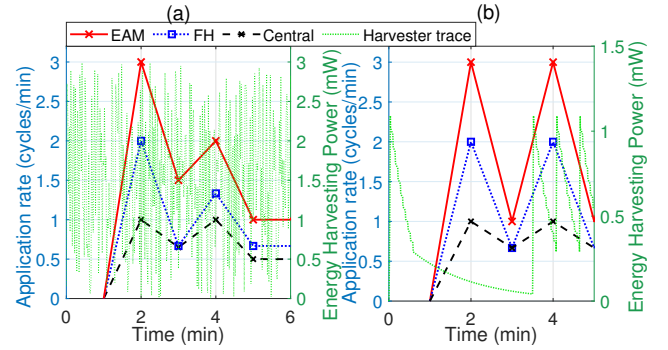 (a)
(b)
EAM
FH
Central
Harvester trace
Application rate (cycles/min)
3
2.5
2
1.5
1
0.5
0
0
2
4
6
Time (min)
3
2.5
2
1.5
1
0.5
0
Energy Harvesting Power (mW)
Application rate (cycles/min)
3
2.5
2
1.5
1
0.5
0
0
2
4
Time (min)
1.5
1
0.5
0
Energy Harvesting Power (mW)